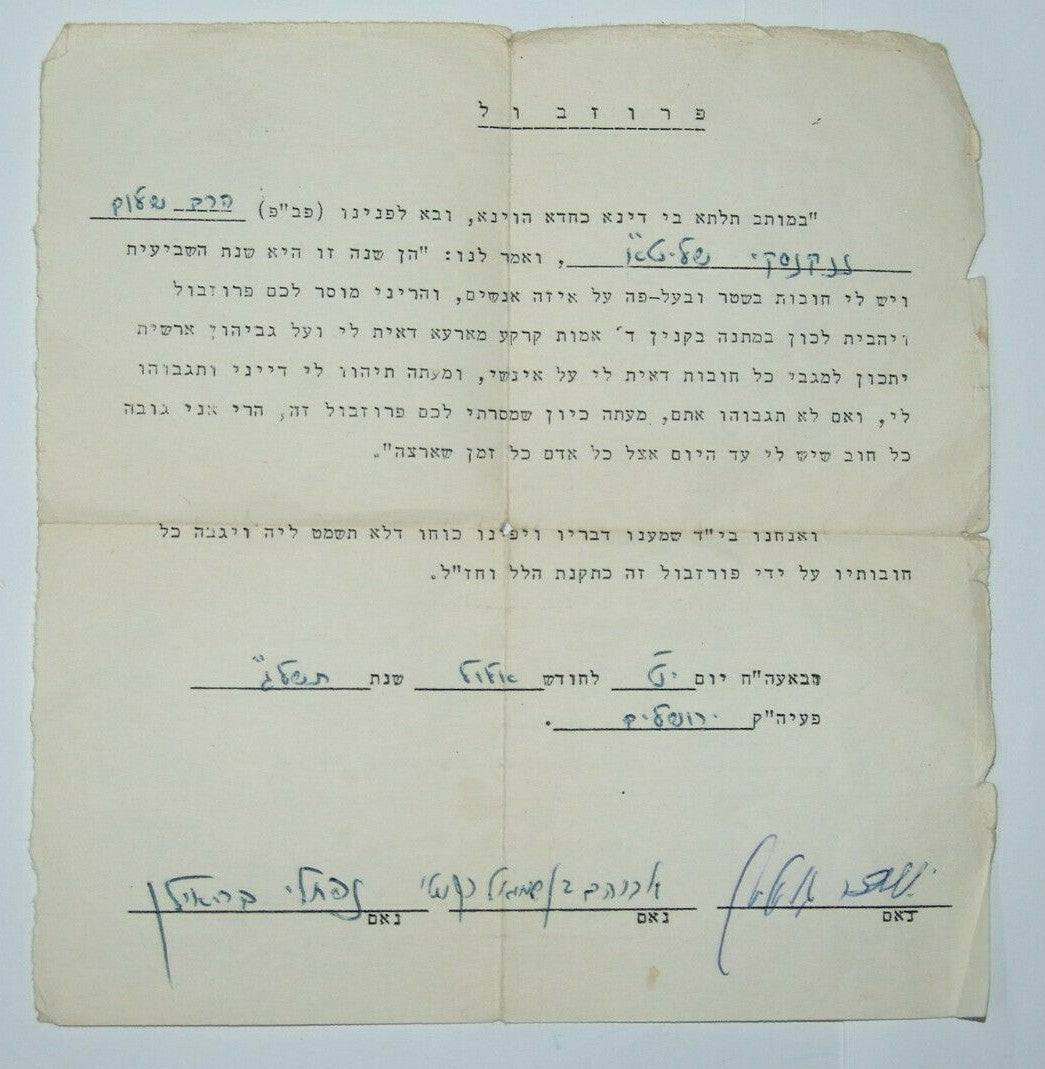 פרוזבול
"במותב תלתא בי דינא כחדא הוינא, ובא לפנינו (פב"פ) הרב שעון
ינקנסקי שליט"א, ואמר לנו: "הן שנה זו היא שנת השביעית
ויש לי חובות בשטר ובעל-פה על איזה אנשים, והריני מוסר לכם פרוזבול
ויהבית לכון במתנה בקנין ד' אמות קרקע מארעא דאית לי ועל גביהון ארשית
יתכון למגבי כל חובות דאית לי על אינשי, ומעתה תיהוו לי דייני ותגבוהו
לי, ואם לא תגבוהו אתם, מעתה כיון שמסרתי לכם פרוזבול זה, הרי אני גובה
כל חוב שיש לי עד היום אצל כל אדם כל זמן שארצה".
ואנחנו בי"ד שמענו דבריו ויפינו כוחו דלא תשמט ליה ויגבה כל
חובותיו על ידי פורזבול זה כתקנת הלל וחז"ל.
הבאעה"ח יום יט לחודש אלול שנת תשל"ג
פעיה"ק ירושלים.
נפתלי
נאם נאם נאם